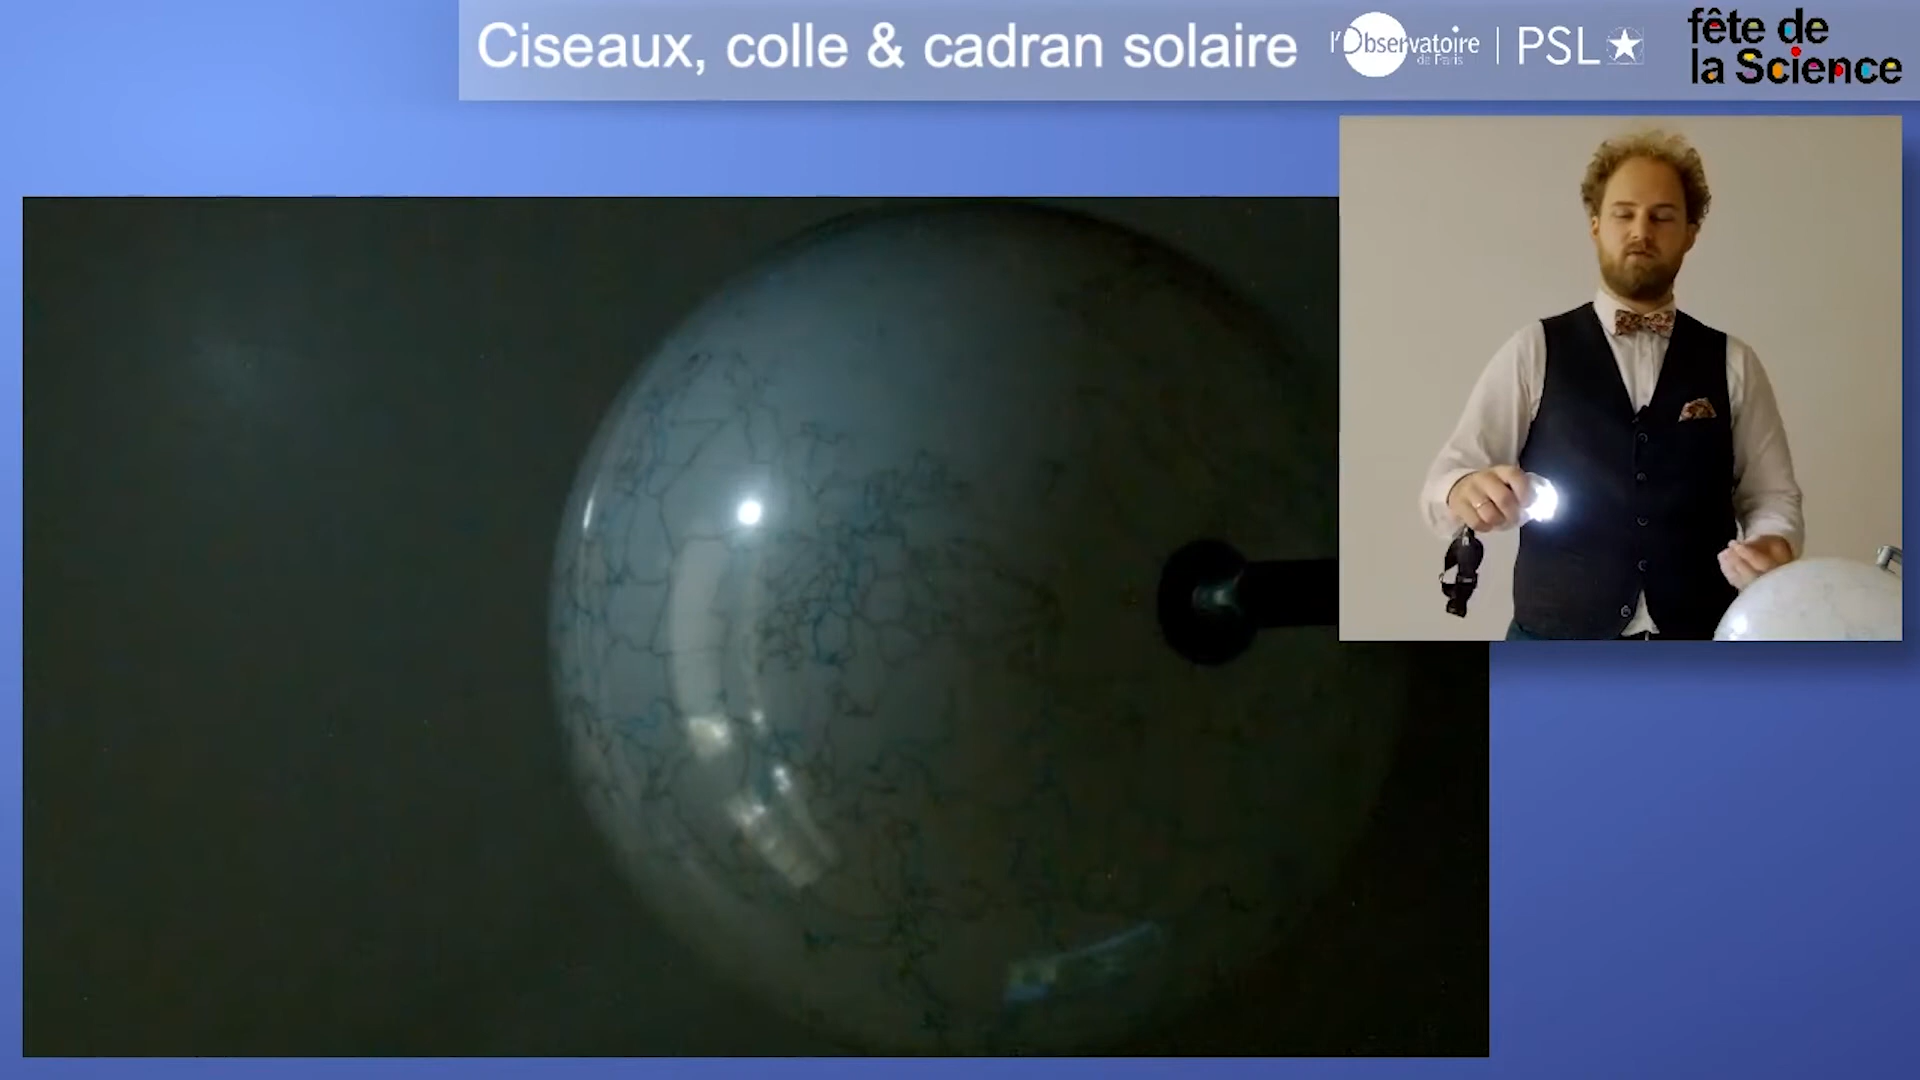 Ciseaux, colle & cadran solaire
l'Observatoire
de Paris
PSL
fête de
la Science